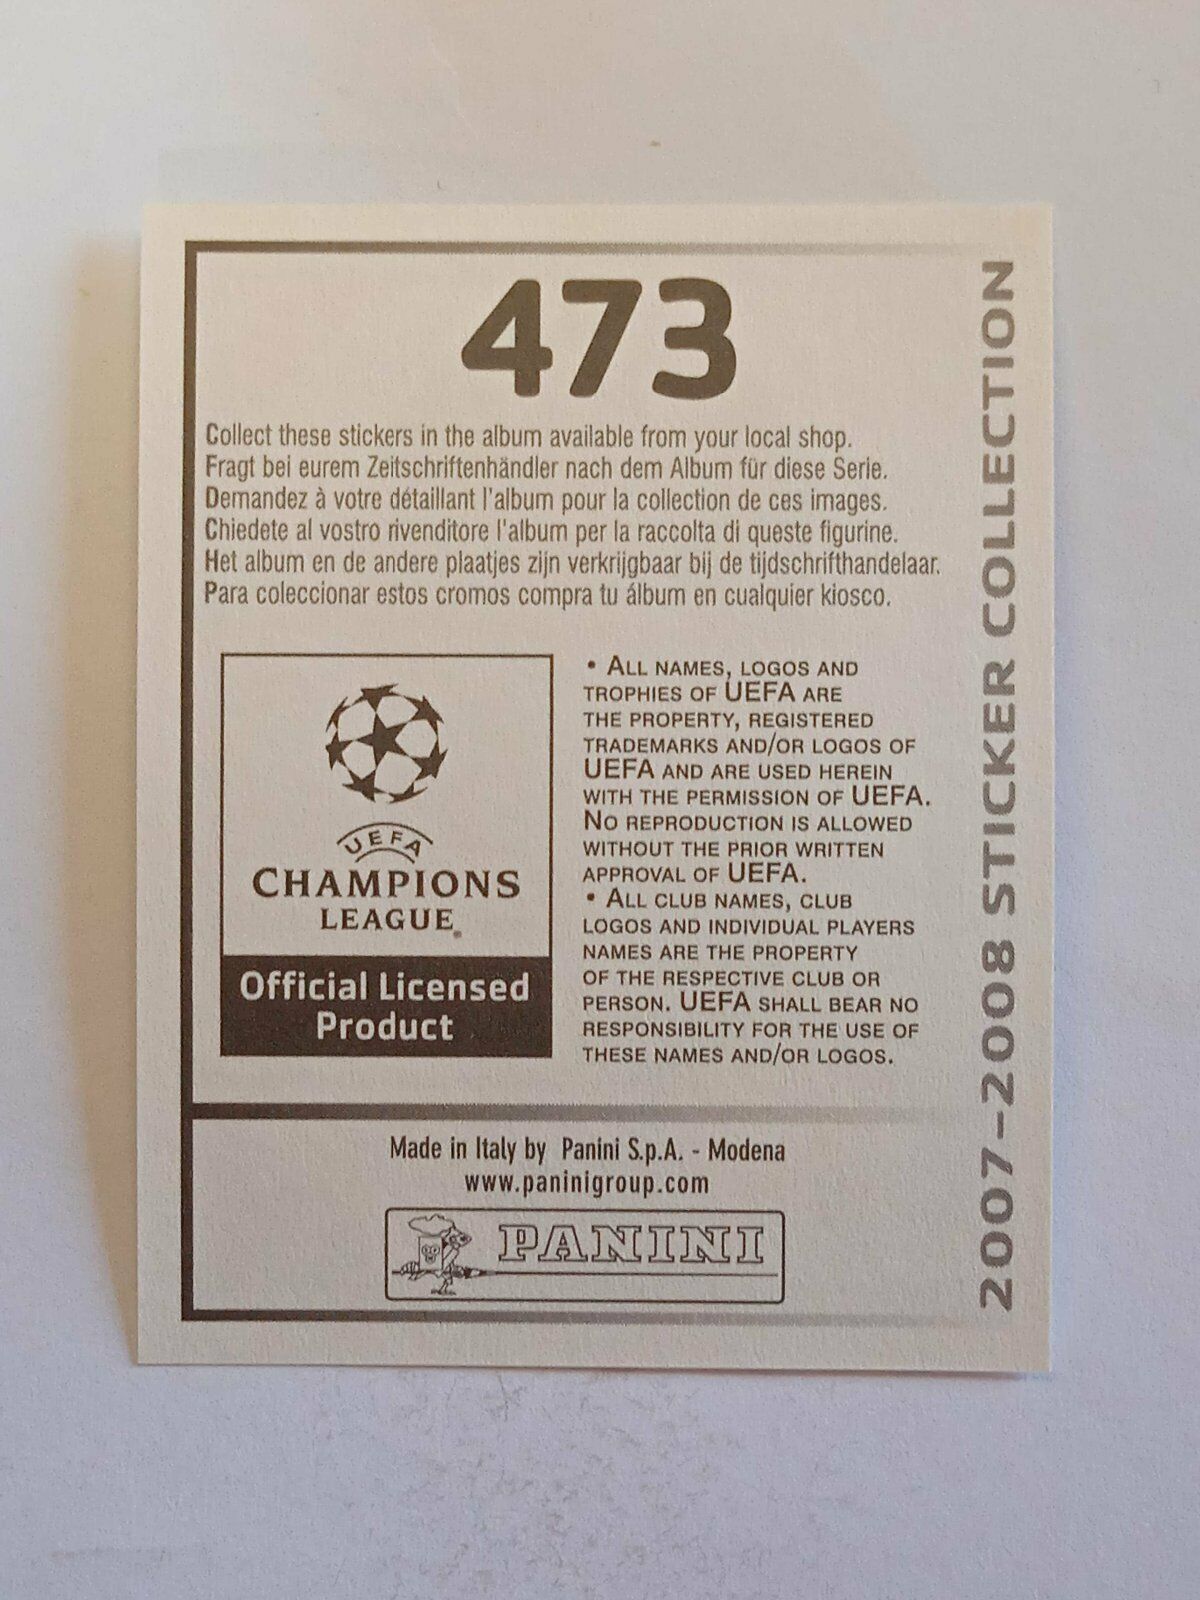 473
Collect these stickers in the album available from your local shop.
Fragt bei eurem Zeitschriftenhändler nach dem Album für diese Serie.
Demandez à votre détaillant l'album pour la collection de ces images.
Chiedete al vostro rivenditore l'album per la raccolta di queste figurine.
Het album en de andere plaatjes zijn verkrijgbaar bij de tijdschrifthandelaar.
Para coleccionar estos cromos compra tu álbum en cualquier kiosco.
UEFA
CHAMPIONS
LEAGUE®
Official Licensed
Product
• ALL NAMES, LOGOS AND
TROPHIES OF UEFA ARE
THE PROPERTY, REGISTERED
TRADEMARKS AND/OR LOGOS OF
UEFA AND ARE USED HEREIN
WITH THE PERMISSION OF UEFA.
NO REPRODUCTION IS ALLOWED
WITHOUT THE PRIOR WRITTEN
APPROVAL OF UEFA.
• ALL CLUB NAMES, CLUB
LOGOS AND INDIVIDUAL PLAYERS
NAMES ARE THE PROPERTY
OF THE RESPECTIVE CLUB OR
PERSON. UEFA SHALL BEAR NO
RESPONSIBILITY FOR THE USE OF
THESE NAMES AND/OR LOGOS.
Made in Italy by Panini S.p.A. - Modena
www.paninigroup.com
PANINI
2007-2008 STICKER COLLECTION